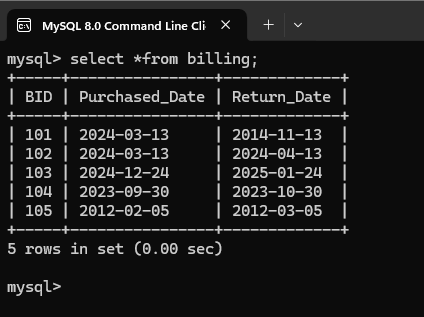 MySQL 8.0 Command Line Cli
mysql> select *from billing;
+-----+----------------+-------------+
| BID | Purchased_Date | Return_Date |
+-----+----------------+-------------+
| 101 | 2024-03-13     | 2014-11-13  |
| 102 | 2024-03-13     | 2024-04-13  |
| 103 | 2024-12-24     | 2025-01-24  |
| 104 | 2023-09-30     | 2023-10-30  |
| 105 | 2012-02-05     | 2012-03-05  |
+-----+----------------+-------------+
5 rows in set (0.00 sec)
mysql>